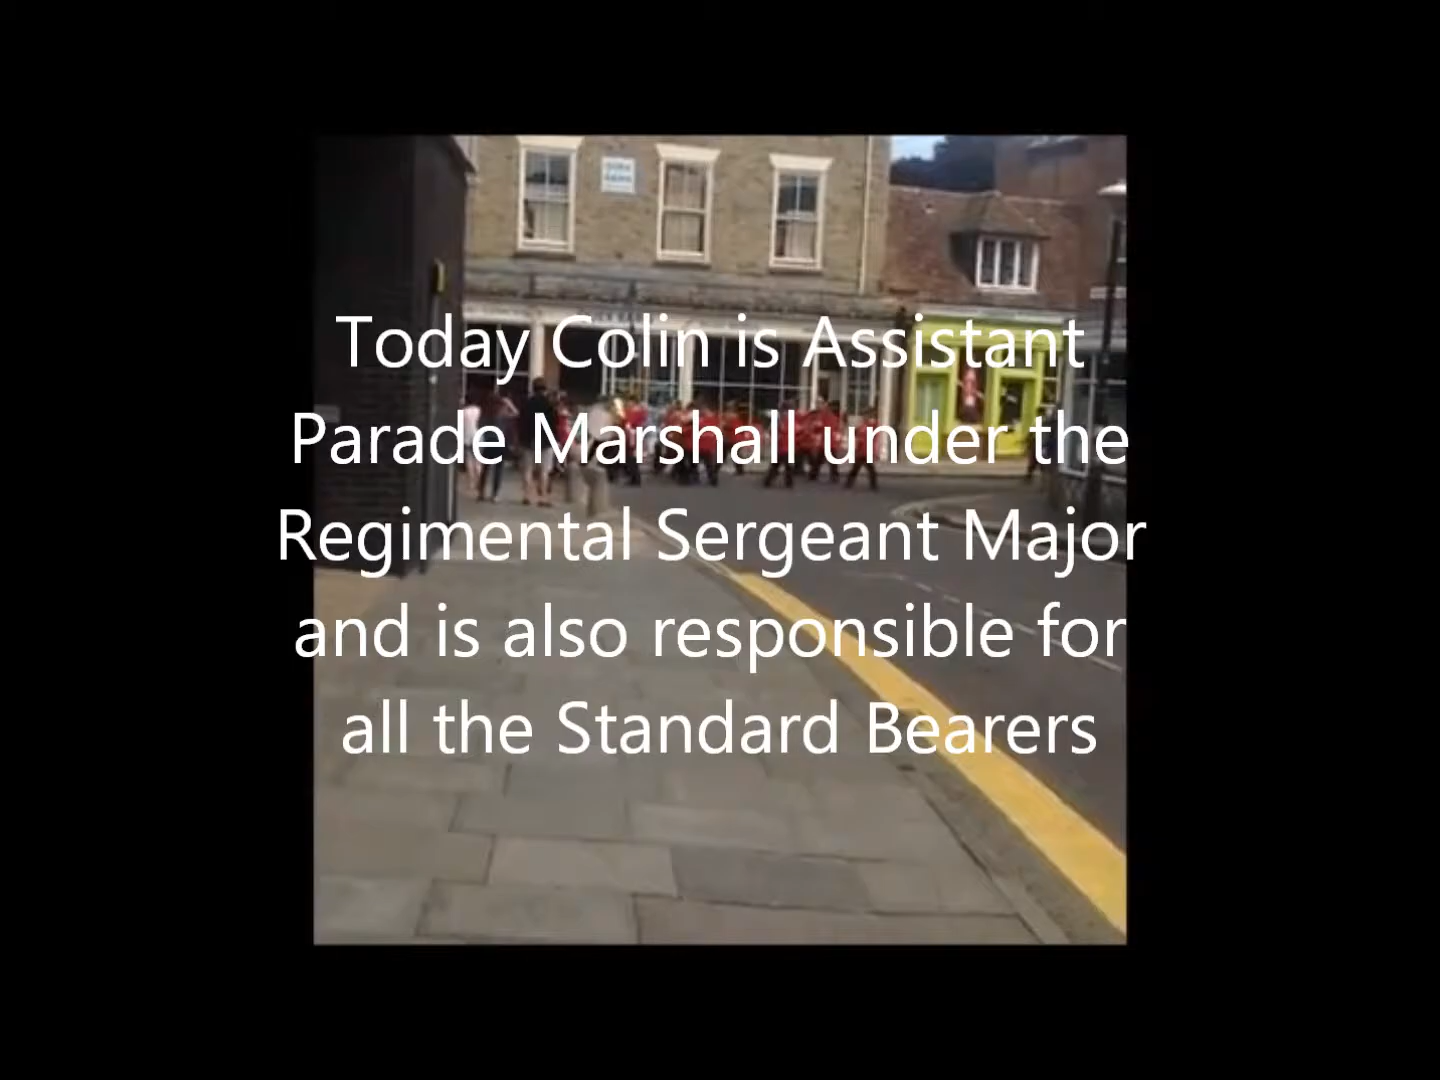 Today Colin is Assistant
Parade Marshall under the
Regimental Sergeant Major
and is also responsible for
all the Standard Bearers